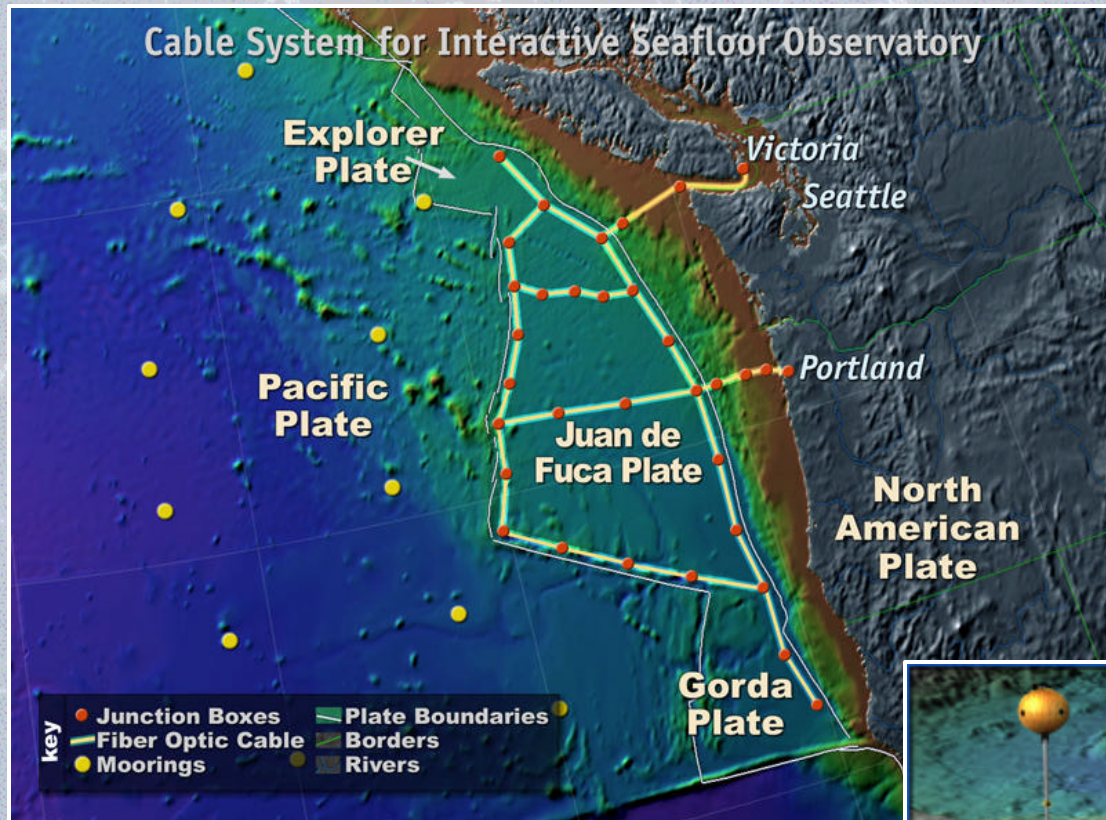 Cable System for Interactive Seafloor Observatory
Explorer
Plate
Victoria
Seattle
Portland
Pacific
Plate
Juan de
Fuca Plate
North
American
Plate
Gorda
Plate
key
Junction Boxes
Plate Boundaries
Fiber Optic Cable
Borders
Moorings
Rivers